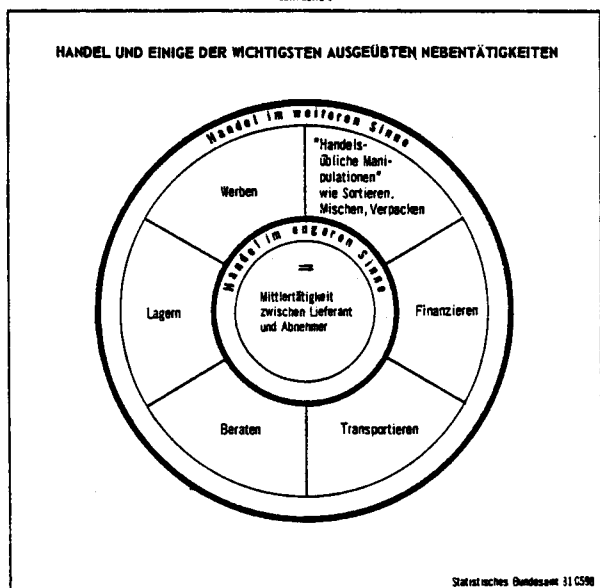 HANDEL UND EINIGE DER WICHTIGSTEN AUSGEÜBTEN NEBENTÄTIGKEITEN
Handel im weiteren Sinne
"Handels-
übliche Mani-
pulationen"
wie Sortieren,
Mischen, Verpacken
Werben
Handel im engeren Sinne
=
Mittlertätigkeit
zwischen Lieferant
und Abnehmer
Lagern
Finanzieren
Beraten
Transportieren
Statistisches Bundesamt 31 0598